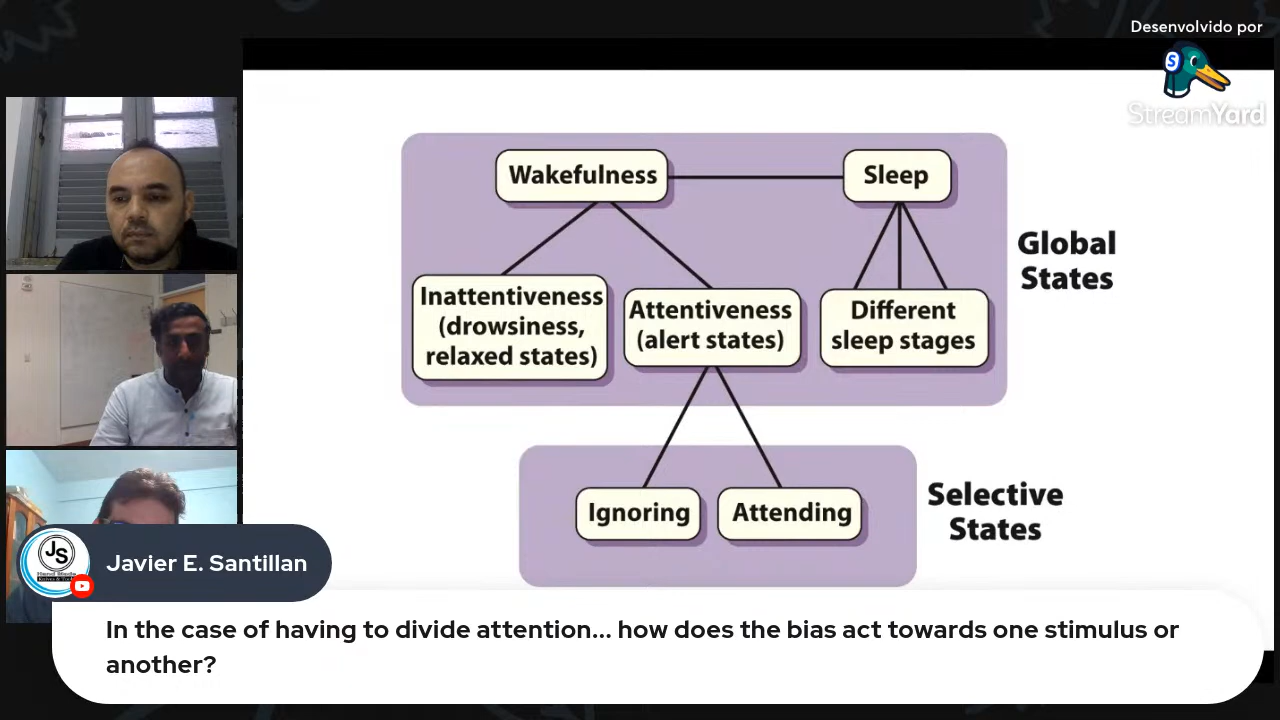 Desenvolvido por
S
StreamYard
Wakefulness
Sleep
Global
States
Inattentiveness
(drowsiness,
relaxed states)
Attentiveness
(alert states)
Different
sleep stages
Ignoring
Attending
Selective
States
JS
Javier E. Santillan
In the case of having to divide attention... how does the bias act towards one stimulus or
another?